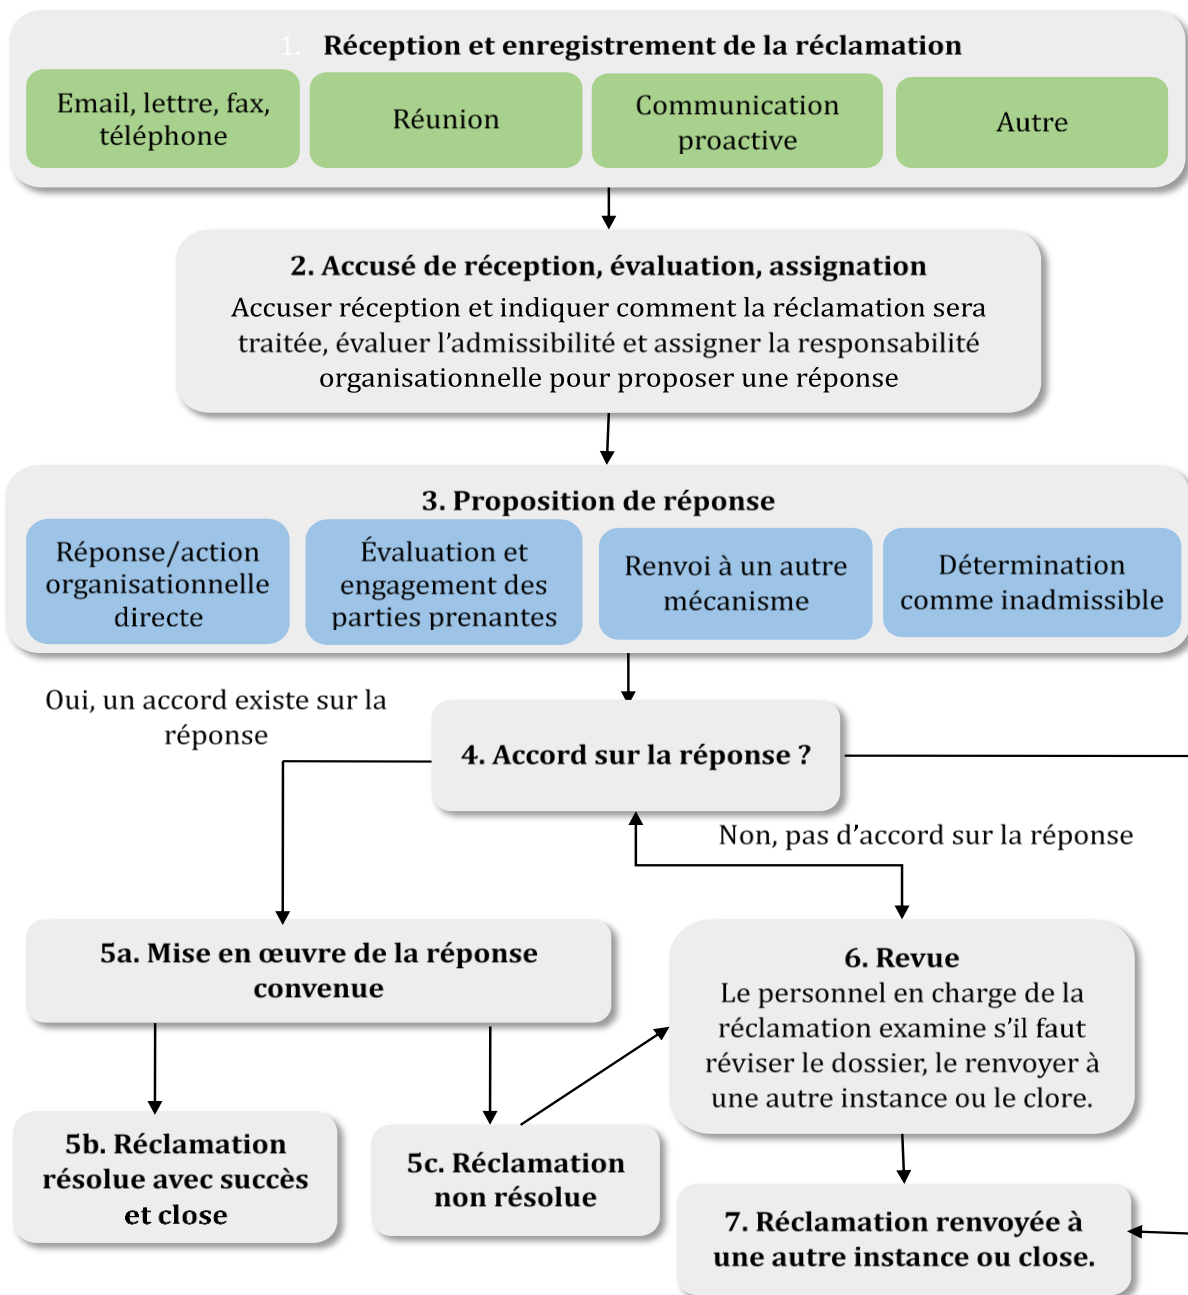 1. Réception et enregistrement de la réclamation
Email, lettre, fax,
téléphone
Réunion
Communication
proactive
Autre
2. Accusé de réception, évaluation, assignation
Accuser réception et indiquer comment la réclamation sera
traitée, évaluer l’admissibilité et assigner la responsabilité
organisationnelle pour proposer une réponse
3. Proposition de réponse
Réponse/action
organisationnelle
directe
Évaluation et
engagement des
parties prenantes
Renvoi à un autre
mécanisme
Détermination
comme inadmissible
Oui, un accord existe sur la
réponse
4. Accord sur la réponse ?
Non, pas d’accord sur la réponse
5a. Mise en œuvre de la réponse
convenue
6. Revue
Le personnel en charge de la
réclamation examine s’il faut
réviser le dossier, le renvoyer à
une autre instance ou le clore.
5b. Réclamation
résolue avec succès
et close
5c. Réclamation
non résolue
7. Réclamation renvoyée à
une autre instance ou close.